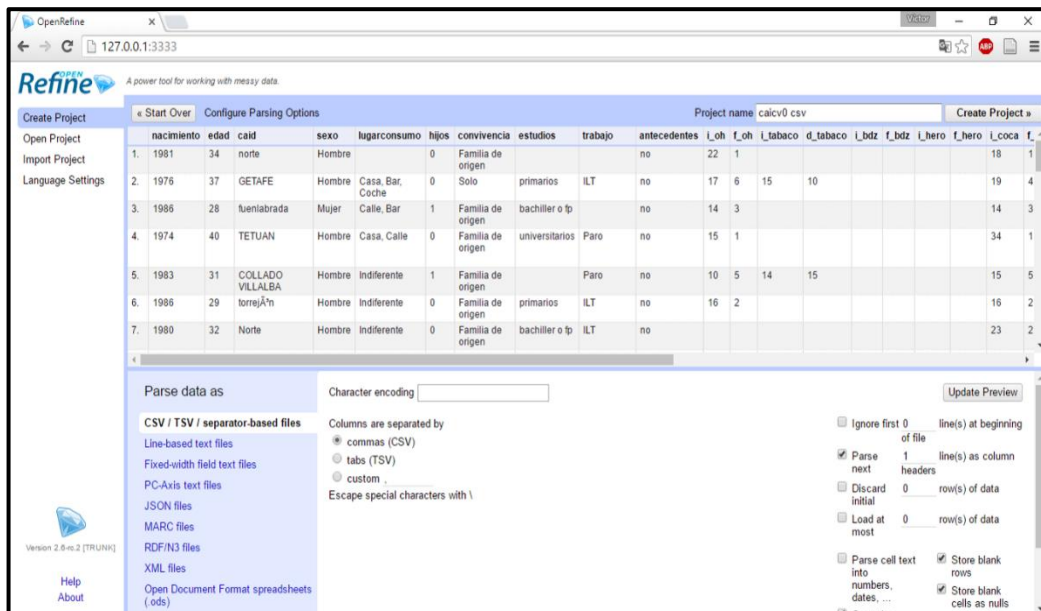 OpenRefine
Victor
127.0.0.1:3333
ABP
OPEN
Refine
A power tool for working with messy data.
Create Project
Open Project
Import Project
Language Settings
« Start Over Configure Parsing Options Project name caicv0 csv Create Project »
nacimiento edad caid sexo lugarconsumo hijos convivencia estudios trabajo antecedentes i_oh f_oh i_tabaco d_tabaco i_bdz f_bdz i_hero f_hero i_coca f_
1. 1981 34 norte Hombre 0 Familia de origen no 22 1 18 1
2. 1976 37 GETAFE Hombre Casa, Bar, Coche 0 Solo primarios ILT no 17 6 15 10 19 4
3. 1986 28 fuenlabrada Mujer Calle, Bar 1 Familia de origen bachiller o fp no 14 3 14 3
4. 1974 40 TETUAN Hombre Casa, Calle 0 Familia de origen universitarios Paro no 15 1 34 1
5. 1983 31 COLLADO VILLALBA Hombre Indiferente 1 Familia de origen Paro no 10 5 14 15 15 5
6. 1986 29 torrejÃ³n Hombre Indiferente 0 Familia de origen primarios ILT no 16 2 16 2
7. 1980 32 Norte Hombre Indiferente 0 Familia de origen bachiller o fp ILT no 23 2
Parse data as
CSV / TSV / separator-based files
Line-based text files
Fixed-width field text files
PC-Axis text files
JSON files
MARC files
RDF/N3 files
XML files
Open Document Format spreadsheets
(.ods)
Character encoding
Update Preview
Columns are separated by
commas (CSV)
tabs (TSV)
custom ,
Escape special characters with \
Ignore first 0 line(s) at beginning of file
Parse next 1 line(s) as column headers
Discard initial 0 row(s) of data
Load at most 0 row(s) of data
Parse cell text into numbers, dates, ...
Store blank rows
Store blank cells as nulls
Version 2.6-rc.2 [TRUNK]
Help
About